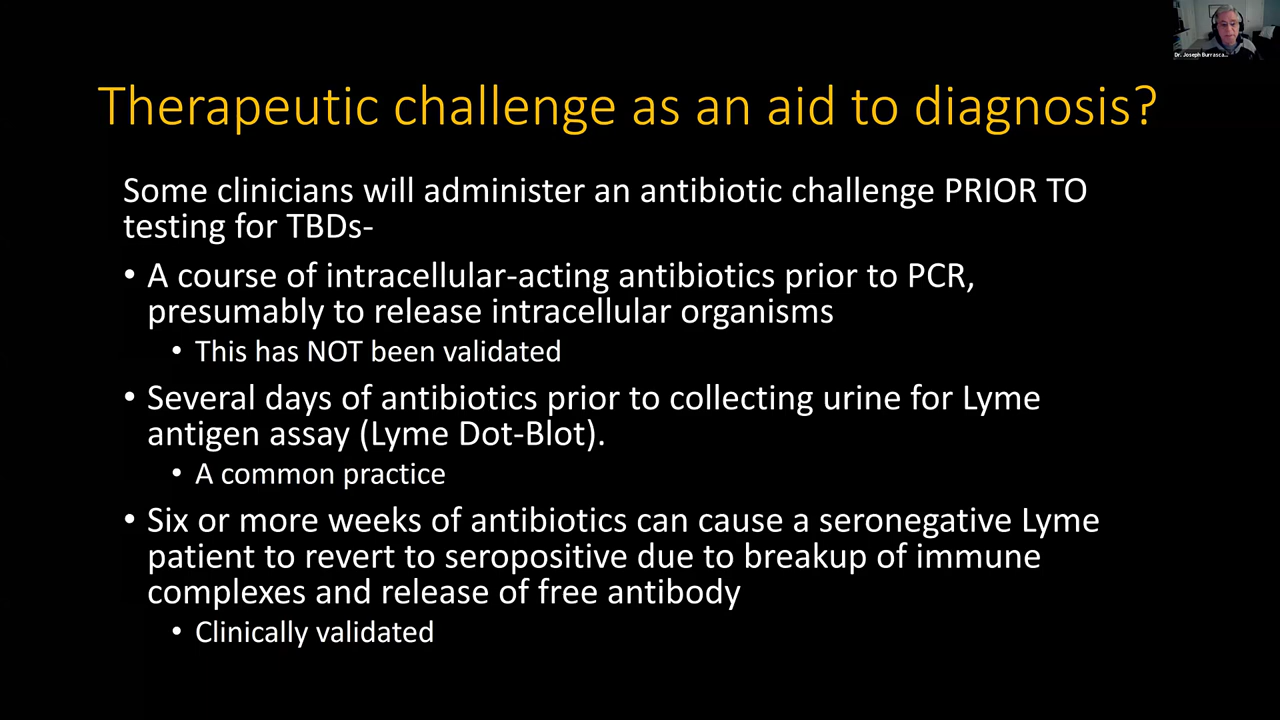 Dr. Joseph Burrasca...
Therapeutic challenge as an aid to diagnosis?
Some clinicians will administer an antibiotic challenge PRIOR TO
testing for TBDs-
• A course of intracellular-acting antibiotics prior to PCR,
presumably to release intracellular organisms
• This has NOT been validated
• Several days of antibiotics prior to collecting urine for Lyme
antigen assay (Lyme Dot-Blot).
• A common practice
• Six or more weeks of antibiotics can cause a seronegative Lyme
patient to revert to seropositive due to breakup of immune
complexes and release of free antibody
• Clinically validated